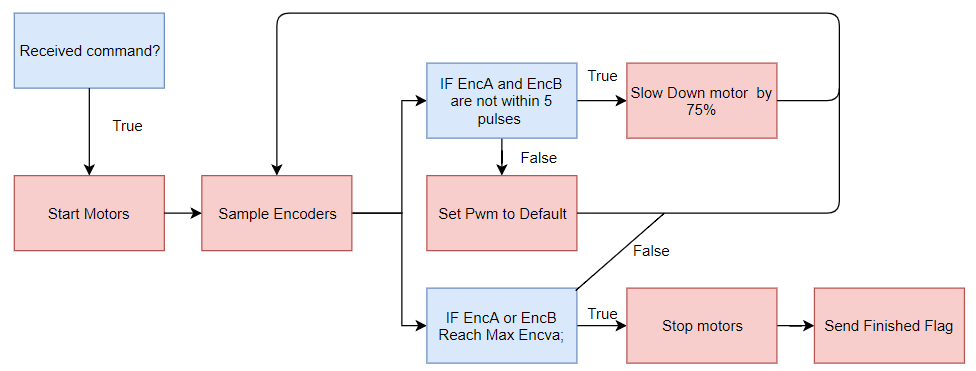 Received command?
True
Start Motors
Sample Encoders
IF EncA and EncB
are not within 5
pulses
True
Slow Down motor by
75%
False
Set Pwm to Default
False
IF EncA or EncB
Reach Max Encva;
True
Stop motors
Send Finished Flag